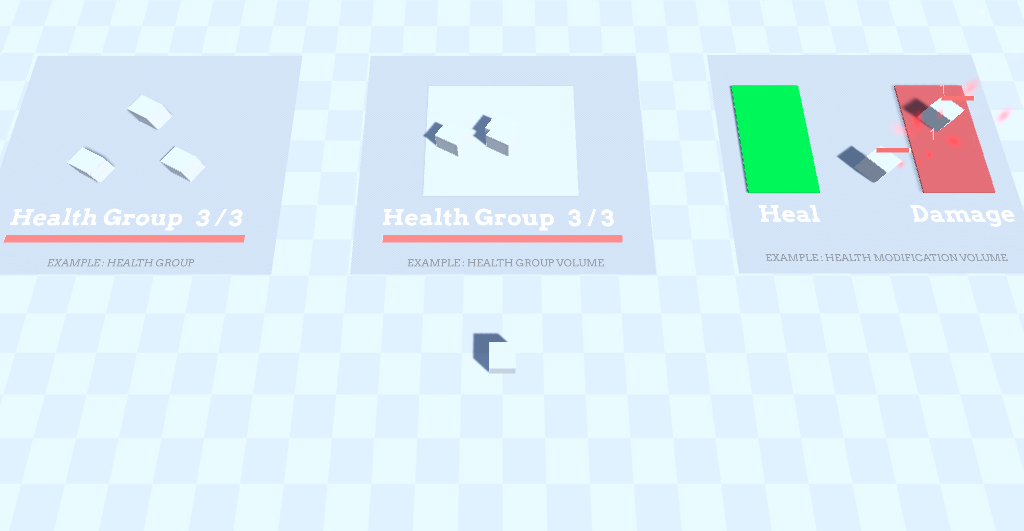 Health Group 3/3
EXAMPLE : HEALTH GROUP
Health Group 3/3
EXAMPLE : HEALTH GROUP VOLUME
Heal
Damage
EXAMPLE : HEALTH MODIFICATION VOLUME